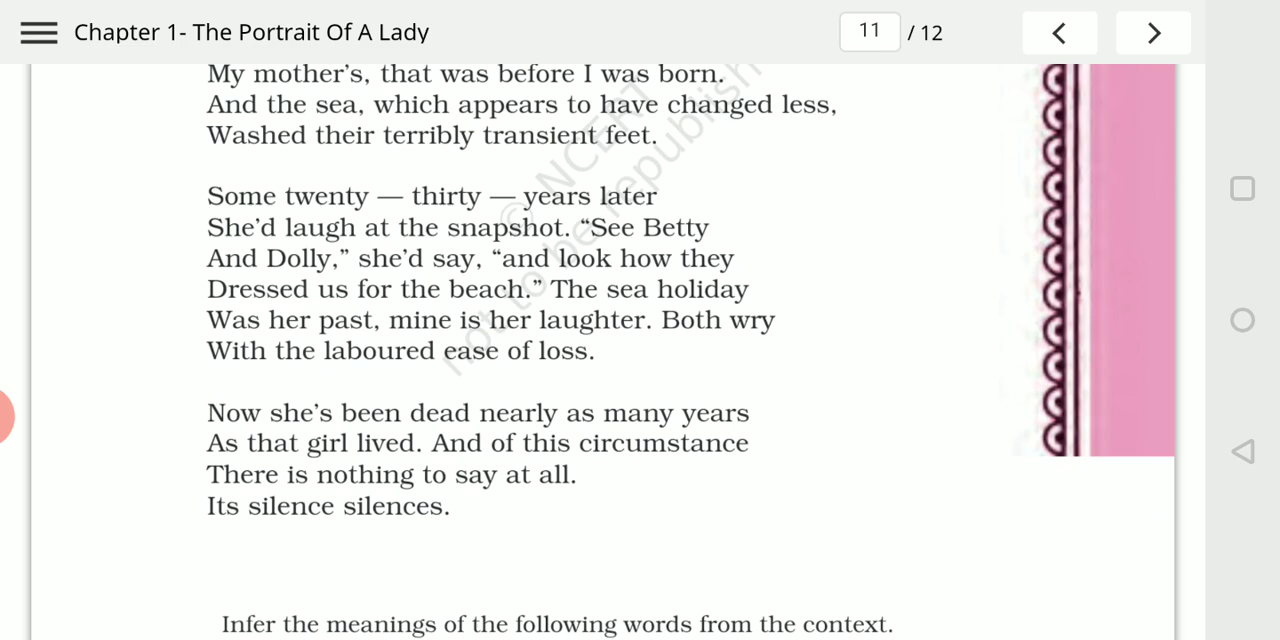 Chapter 1- The Portrait Of A Lady
11 / 12
My mother's, that was before I was born.
And the sea, which appears to have changed less,
Washed their terribly transient feet.
Some twenty — thirty — years later
She'd laugh at the snapshot. “See Betty
And Dolly,” she'd say, “and look how they
Dressed us for the beach.” The sea holiday
Was her past, mine is her laughter. Both wry
With the laboured ease of loss.
Now she's been dead nearly as many years
As that girl lived. And of this circumstance
There is nothing to say at all.
Its silence silences.
Infer the meanings of the following words from the context.
© NCERT
not to be republish